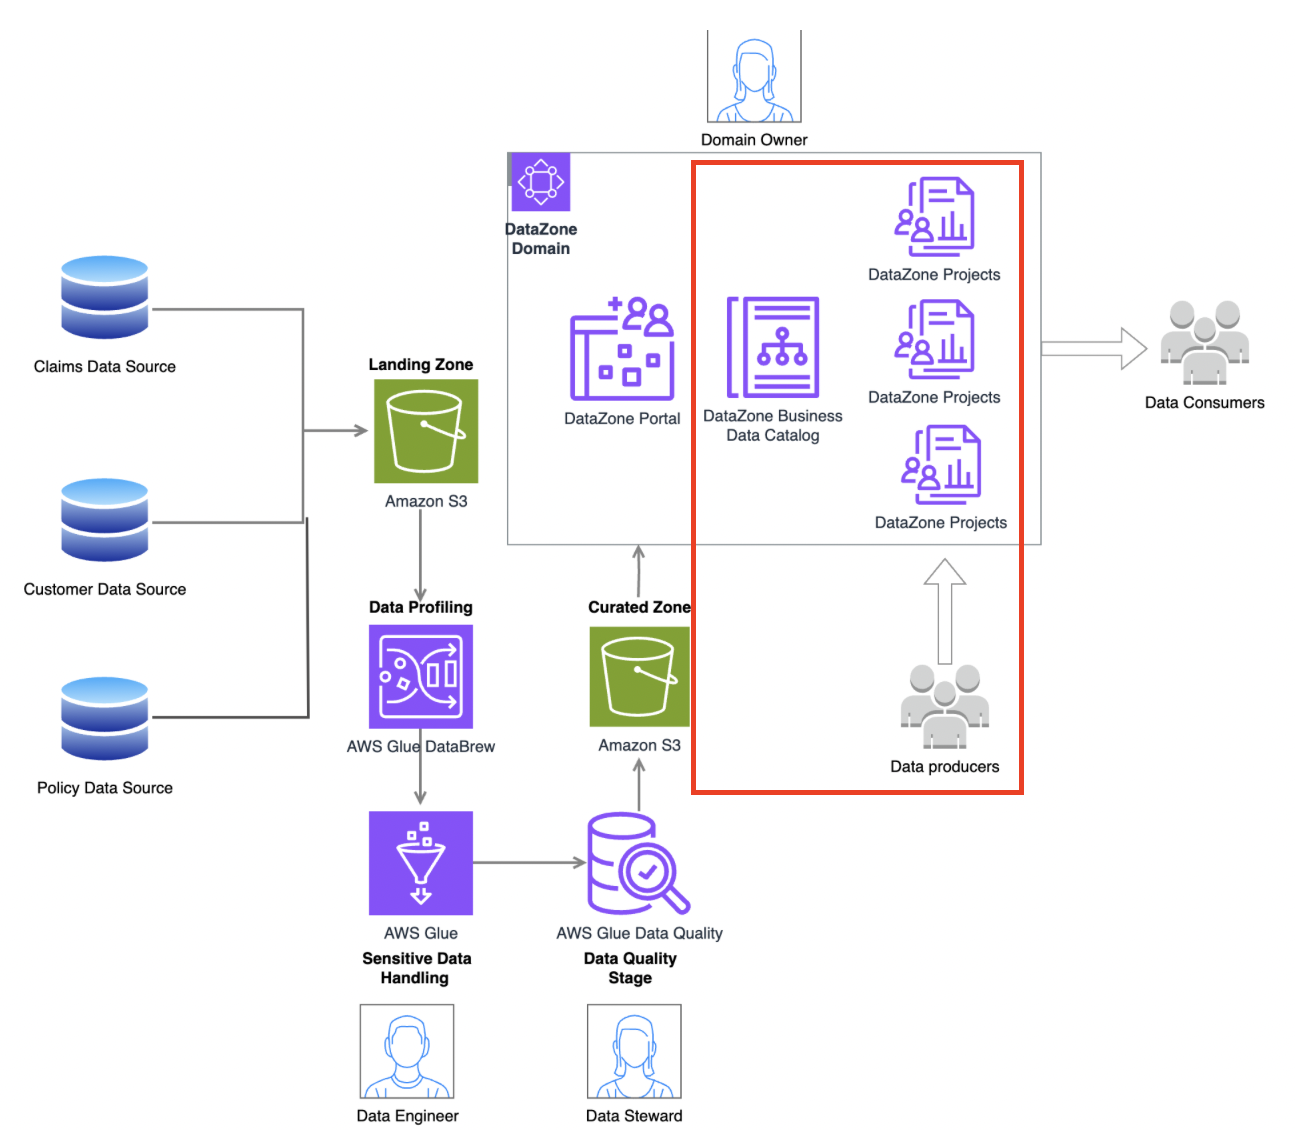 Domain Owner
DataZone
Domain
DataZone Projects
Claims Data Source
Landing Zone
DataZone Portal
DataZone Business
Data Catalog
DataZone Projects
Data Consumers
Amazon S3
DataZone Projects
Customer Data Source
Data Profiling
Curated Zone
AWS Glue DataBrew
Amazon S3
Data producers
Policy Data Source
AWS Glue
Sensitive Data
Handling
AWS Glue Data Quality
Data Quality
Stage
Data Engineer
Data Steward